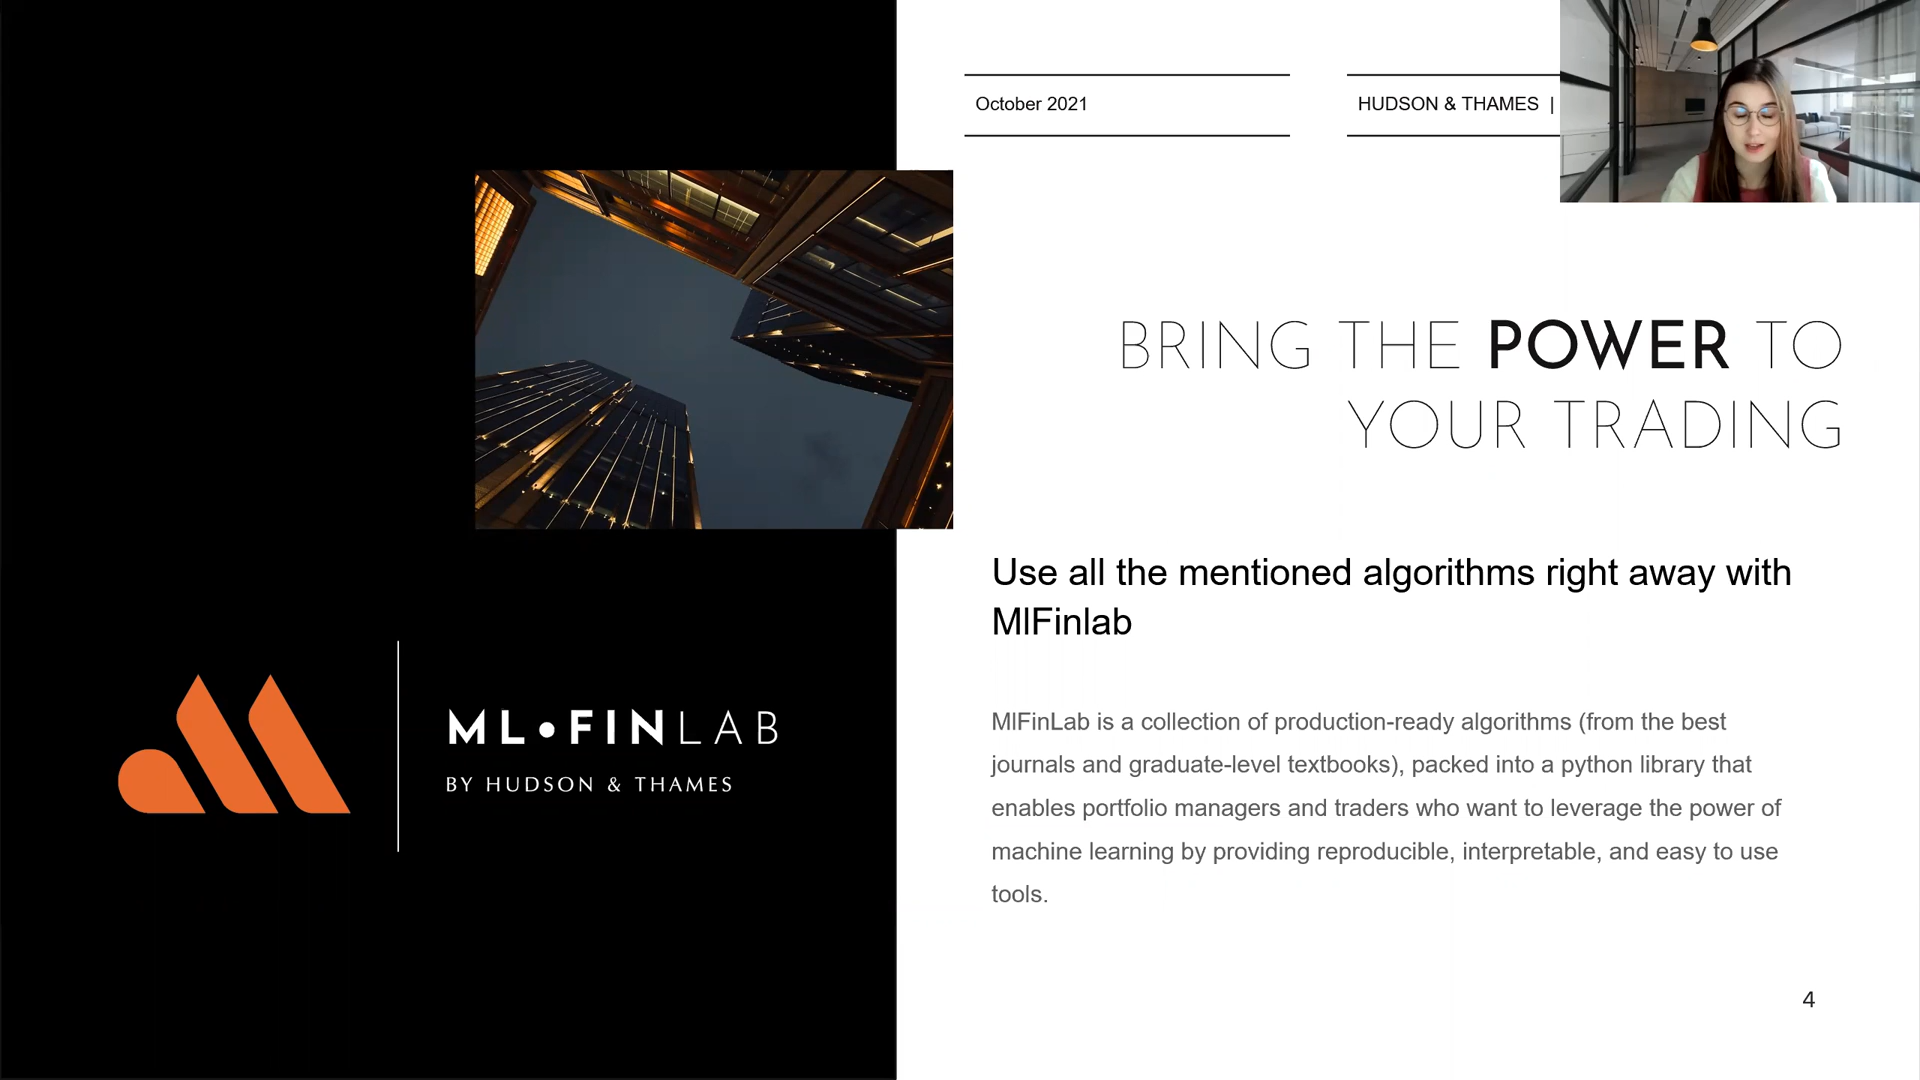 October 2021
HUDSON & THAMES |
BRING THE POWER TO
YOUR TRADING
Use all the mentioned algorithms right away with
MlFinlab
ML•FINLAB
BY HUDSON & THAMES
MlFinLab is a collection of production-ready algorithms (from the best
journals and graduate-level textbooks), packed into a python library that
enables portfolio managers and traders who want to leverage the power of
machine learning by providing reproducible, interpretable, and easy to use
tools.
4